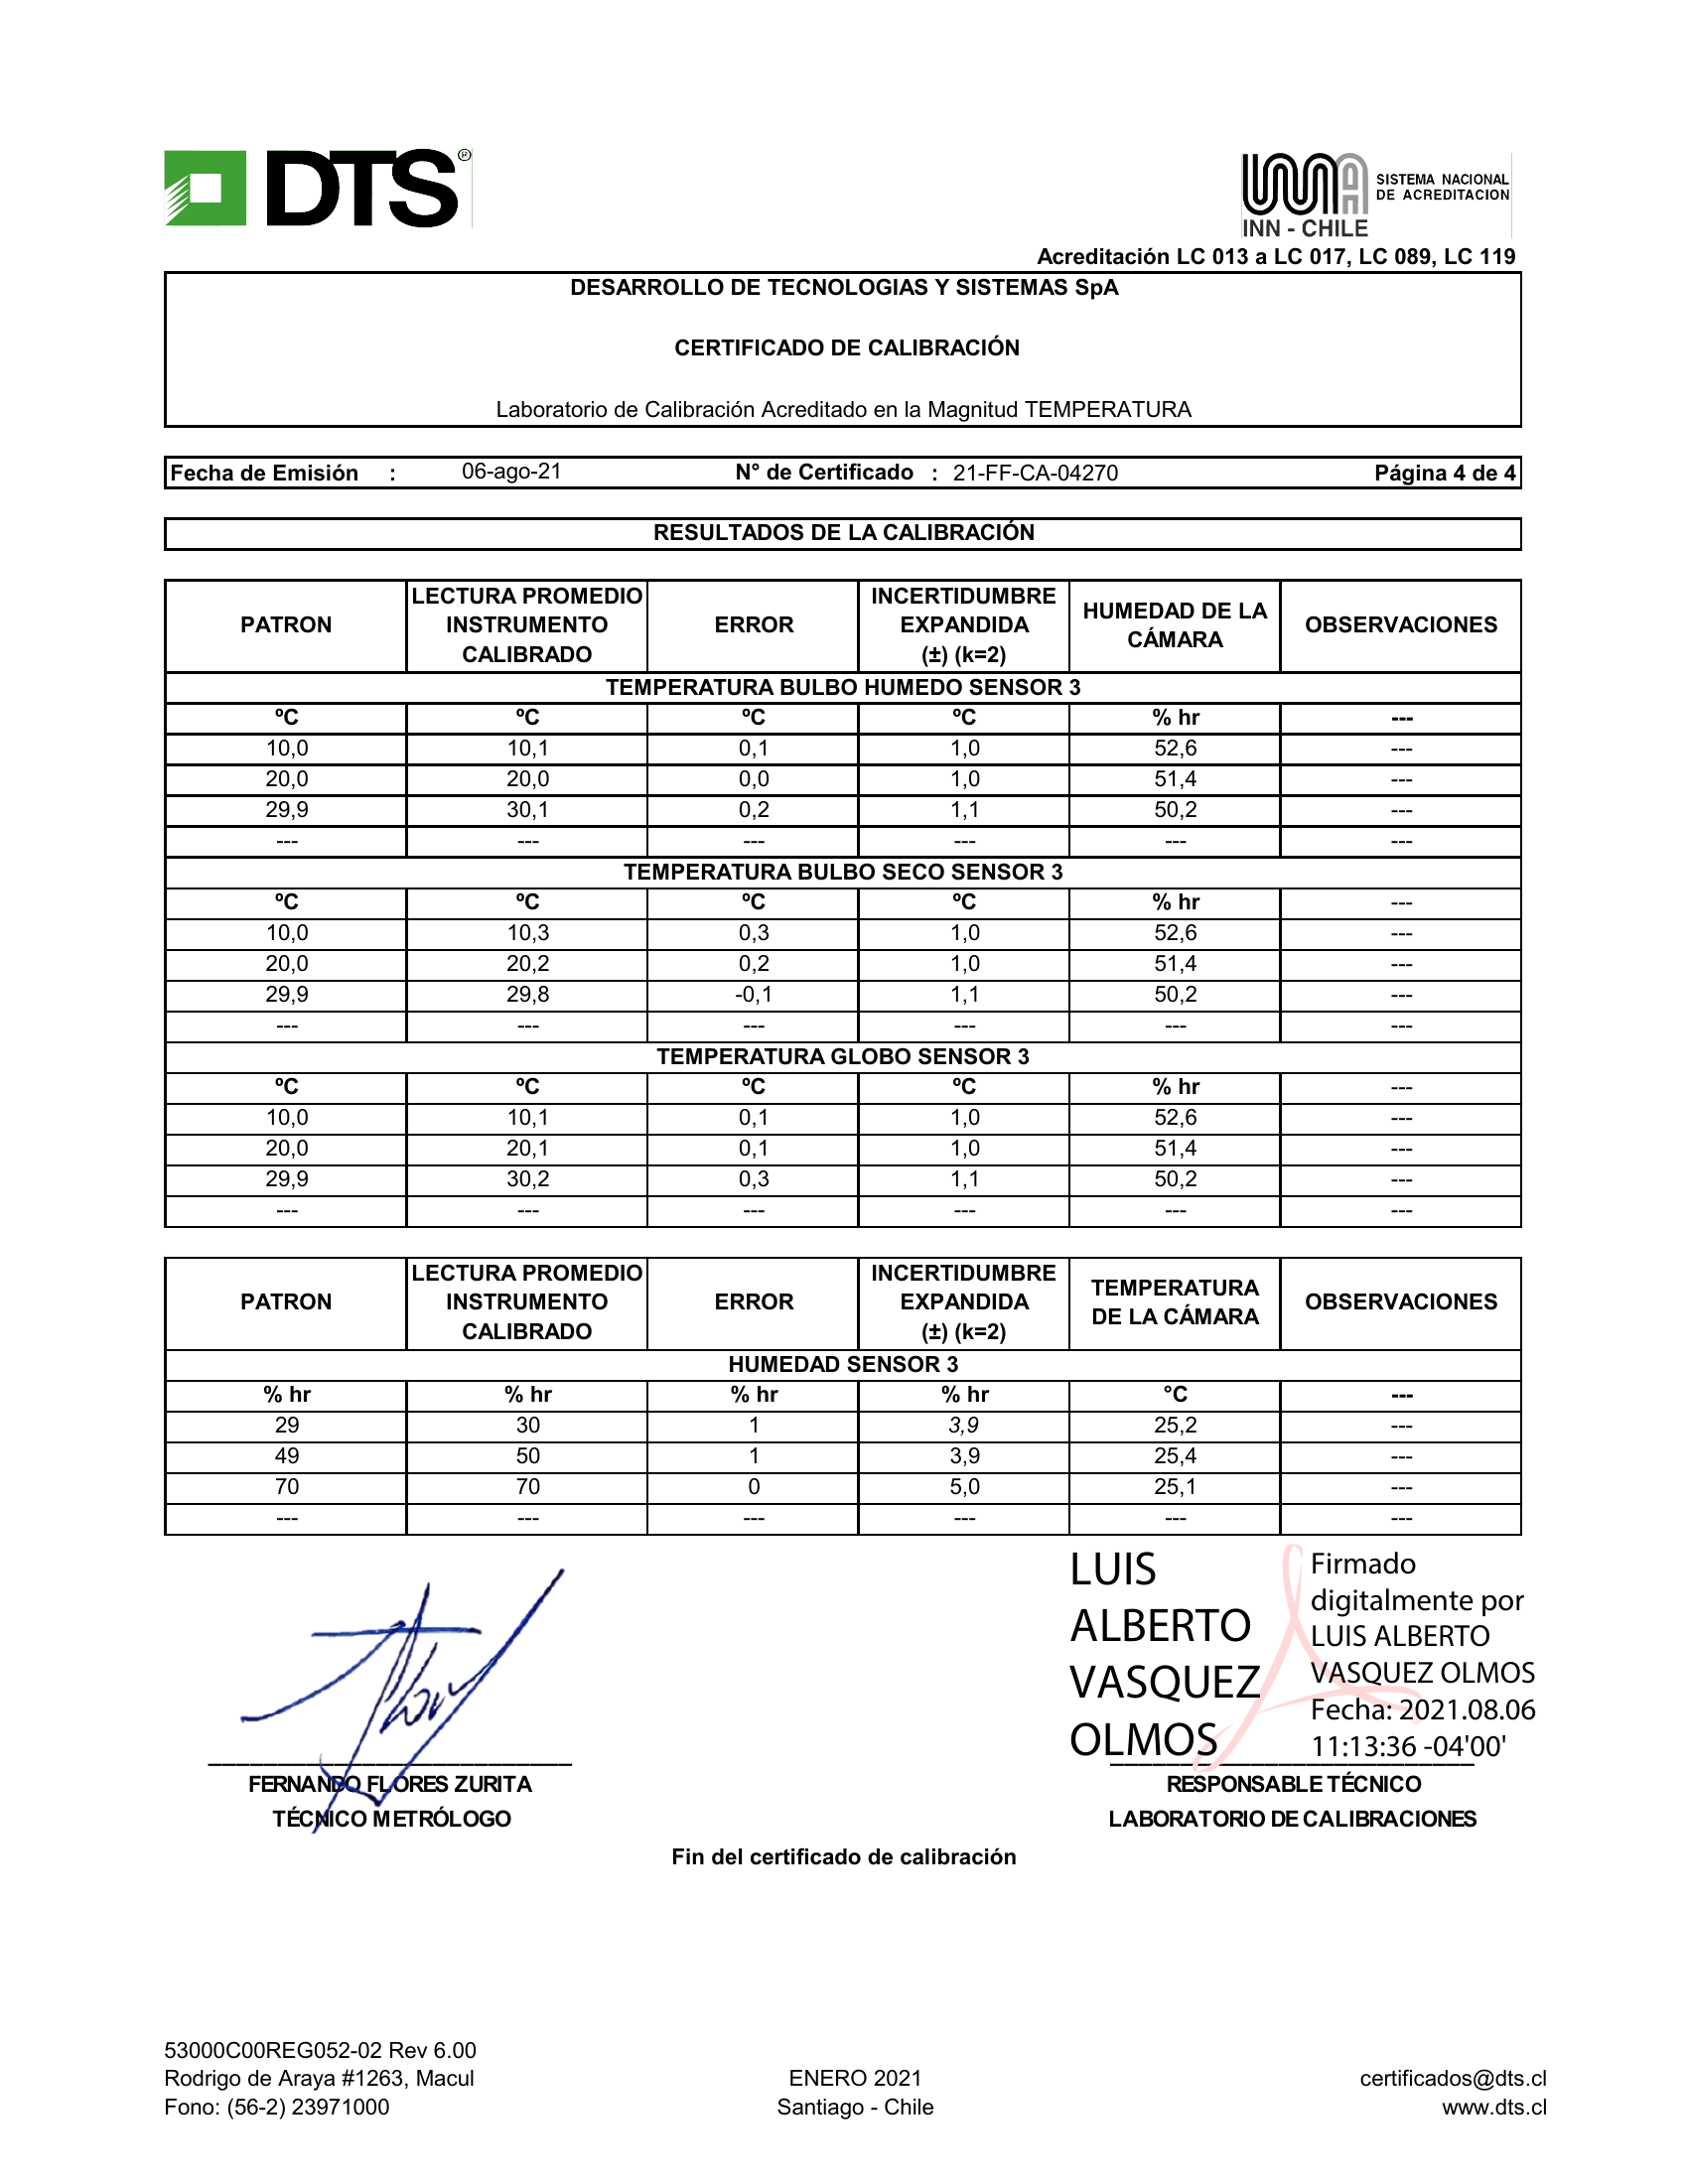 DTS®
SISTEMA NACIONAL
DE ACREDITACION
INN - CHILE
Acreditación LC 013 a LC 017, LC 089, LC 119
DESARROLLO DE TECNOLOGIAS Y SISTEMAS SpA
CERTIFICADO DE CALIBRACIÓN
Laboratorio de Calibración Acreditado en la Magnitud TEMPERATURA
Fecha de Emisión : 06-ago-21 N° de Certificado : 21-FF-CA-04270 Página 4 de 4
RESULTADOS DE LA CALIBRACIÓN
PATRON LECTURA PROMEDIO INSTRUMENTO CALIBRADO ERROR INCERTIDUMBRE EXPANDIDA (±) (k=2) HUMEDAD DE LA CÁMARA OBSERVACIONES
TEMPERATURA BULBO HUMEDO SENSOR 3
ºC ºC ºC ºC % hr ---
10,0 10,1 0,1 1,0 52,6 ---
20,0 20,0 0,0 1,0 51,4 ---
29,9 30,1 0,2 1,1 50,2 ---
--- --- --- --- --- ---
TEMPERATURA BULBO SECO SENSOR 3
ºC ºC ºC ºC % hr ---
10,0 10,3 0,3 1,0 52,6 ---
20,0 20,2 0,2 1,0 51,4 ---
29,9 29,8 -0,1 1,1 50,2 ---
--- --- --- --- --- ---
TEMPERATURA GLOBO SENSOR 3
ºC ºC ºC ºC % hr ---
10,0 10,1 0,1 1,0 52,6 ---
20,0 20,1 0,1 1,0 51,4 ---
29,9 30,2 0,3 1,1 50,2 ---
--- --- --- --- --- ---
PATRON LECTURA PROMEDIO INSTRUMENTO CALIBRADO ERROR INCERTIDUMBRE EXPANDIDA (±) (k=2) TEMPERATURA DE LA CÁMARA OBSERVACIONES
HUMEDAD SENSOR 3
% hr % hr % hr % hr °C ---
29 30 1 3,9 25,2 ---
49 50 1 3,9 25,4 ---
70 70 0 5,0 25,1 ---
--- --- --- --- --- ---
LUIS
ALBERTO
VASQUEZ
OLMOS
Firmado
digitalmente por
LUIS ALBERTO
VASQUEZ OLMOS
Fecha: 2021.08.06
11:13:36 -04'00'
FERNANDO FLORES ZURITA
TÉCNICO METRÓLOGO
RESPONSABLE TÉCNICO
LABORATORIO DE CALIBRACIONES
Fin del certificado de calibración
53000C00REG052-02 Rev 6.00
Rodrigo de Araya #1263, Macul ENERO 2021 certificados@dts.cl
Fono: (56-2) 23971000 Santiago - Chile www.dts.cl